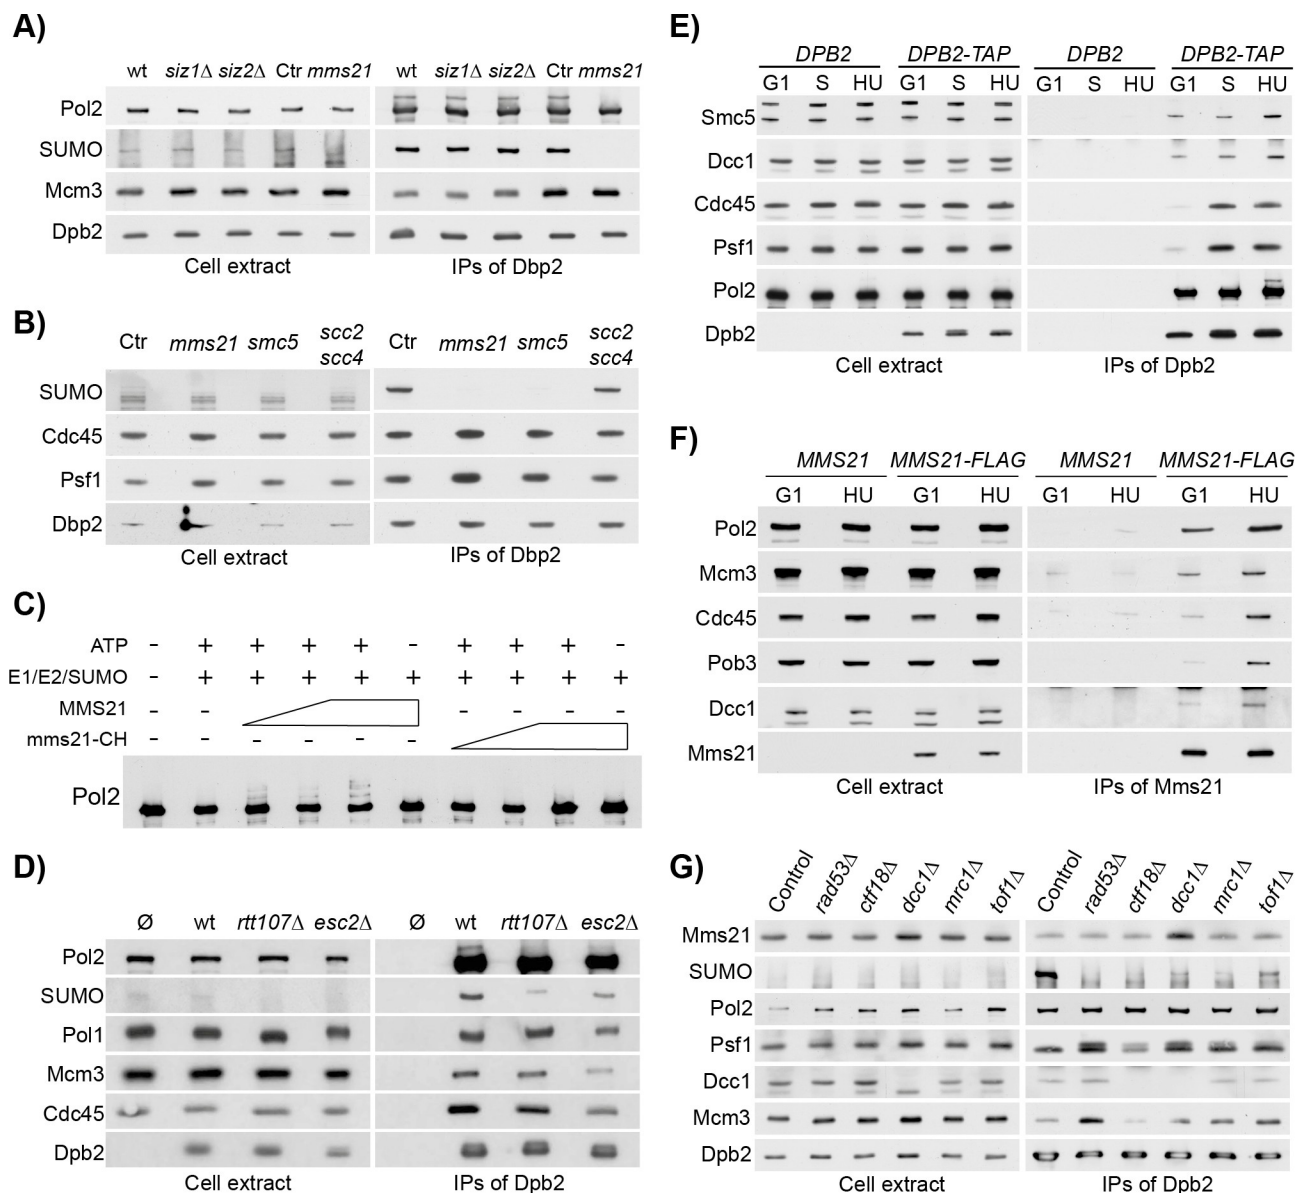 A)
wt siz1Δ siz2Δ Ctr mms21 wt siz1Δ siz2Δ Ctr mms21
Pol2
SUMO
Mcm3
Dpb2
Cell extract IPs of Dbp2
B)
Ctr mms21 smc5 scc2 scc4 Ctr mms21 smc5 scc2 scc4
SUMO
Cdc45
Psf1
Dbp2
Cell extract IPs of Dbp2
C)
ATP - + + + + - + + + -
E1/E2/SUMO - + + + + + + + + +
MMS21 - - - - - -
mms21-CH - - - - - -
Pol2
D)
Ø wt rtt107Δ esc2Δ Ø wt rtt107Δ esc2Δ
Pol2
SUMO
Pol1
Mcm3
Cdc45
Dpb2
Cell extract IPs of Dbp2
E)
DPB2 DPB2-TAP DPB2 DPB2-TAP
G1 S HU G1 S HU G1 S HU G1 S HU
Smc5
Dcc1
Cdc45
Psf1
Pol2
Dpb2
Cell extract IPs of Dpb2
F)
MMS21 MMS21-FLAG MMS21 MMS21-FLAG
G1 HU G1 HU G1 HU G1 HU
Pol2
Mcm3
Cdc45
Pob3
Dcc1
Mms21
Cell extract IPs of Mms21
G)
Control rad53Δ ctf18Δ dcc1Δ mrc1Δ tof1Δ Control rad53Δ ctf18Δ dcc1Δ mrc1Δ tof1Δ
Mms21
SUMO
Pol2
Psf1
Dcc1
Mcm3
Dpb2
Cell extract IPs of Dpb2